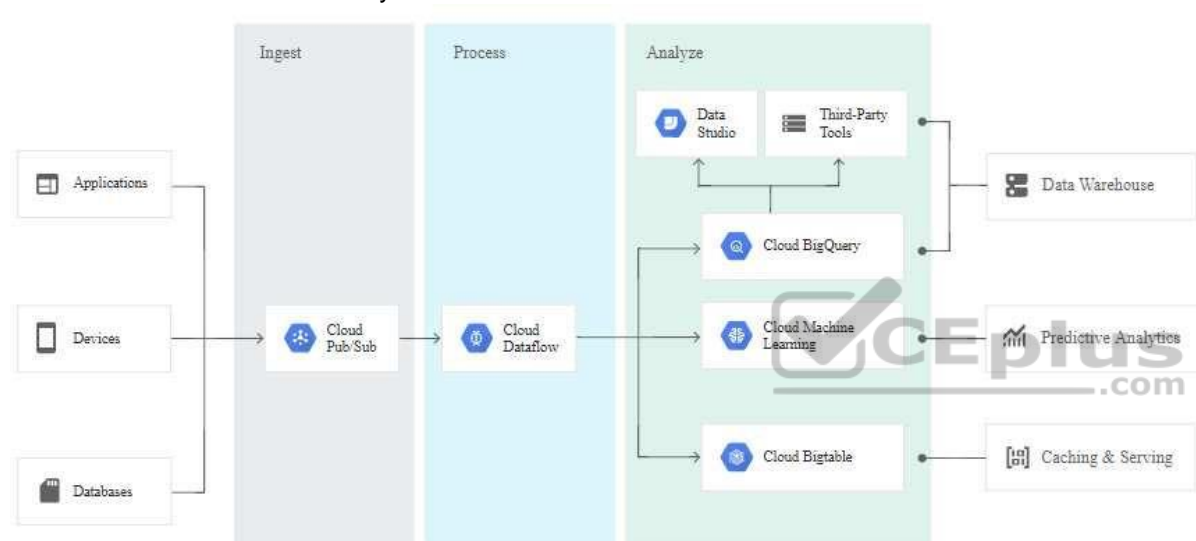 Ingest
Process
Analyze
Data
Studio
Third-Party
Tools
Applications
Data Warehouse
Cloud BigQuery
Devices
Cloud
Pub/Sub
Cloud
Dataflow
Cloud Machine
Learning
Predictive Analytics
CEplus
.com
Databases
Cloud Bigtable
Caching & Serving